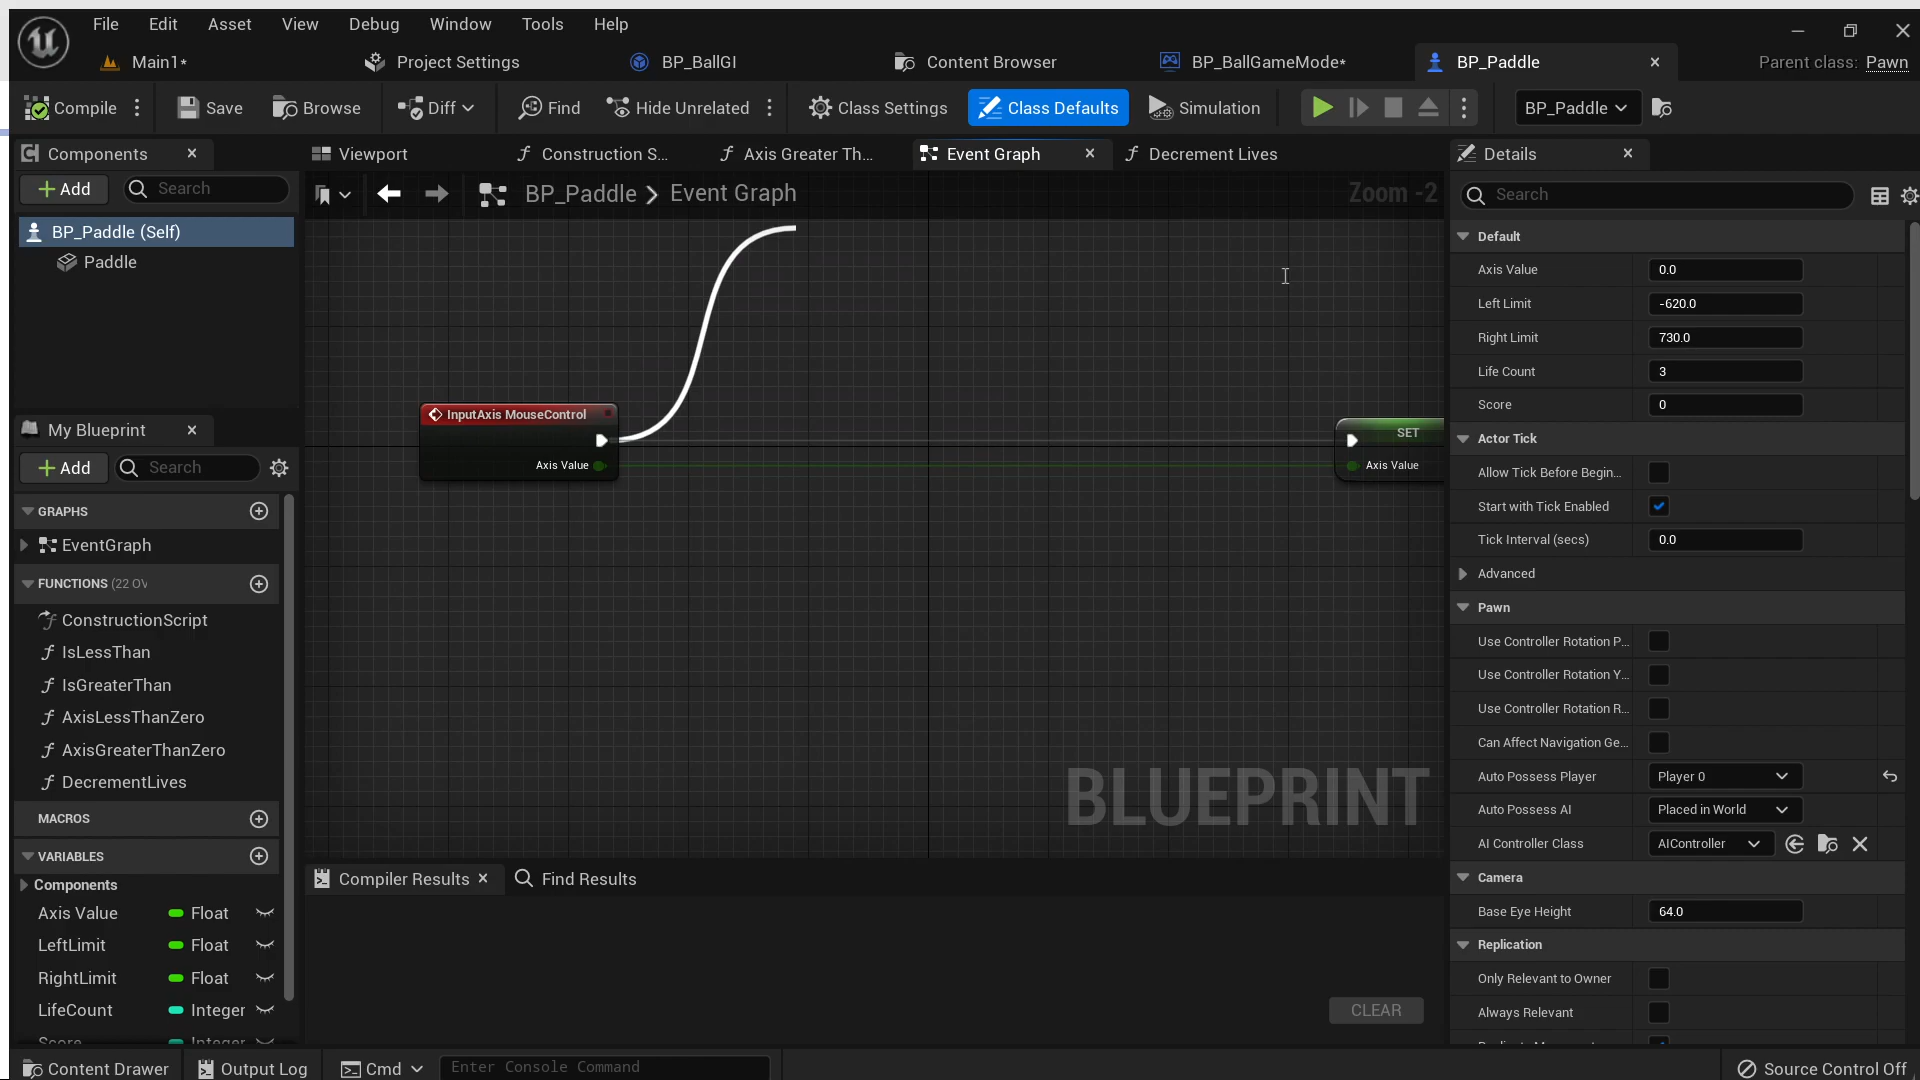 File Edit Asset View Debug Window Tools Help
Main1* Project Settings BP_BallGI Content Browser BP_BallGameMode* BP_Paddle Parent class: Pawn
Compile Save Browse Diff Find Hide Unrelated Class Settings Class Defaults Simulation BP_Paddle
Components Viewport Construction S... Axis Greater Th... Event Graph Decrement Lives Details
Add Search BP_Paddle > Event Graph Zoom -2 Search
BP_Paddle (Self)
Paddle
My Blueprint
Add Search
GRAPHS
EventGraph
FUNCTIONS (22 OV
ConstructionScript
IsLessThan
IsGreaterThan
AxisLessThanZero
AxisGreaterThanZero
DecrementLives
MACROS
VARIABLES
Components
Axis Value Float
LeftLimit Float
RightLimit Float
LifeCount Integer
Score Integer
InputAxis MouseControl
Axis Value
SET
Axis Value
BLUEPRINT
Compiler Results Find Results
CLEAR
Default
Axis Value 0.0
Left Limit -620.0
Right Limit 730.0
Life Count 3
Score 0
Actor Tick
Allow Tick Before Begin...
Start with Tick Enabled
Tick Interval (secs) 0.0
Advanced
Pawn
Use Controller Rotation P...
Use Controller Rotation Y...
Use Controller Rotation R...
Can Affect Navigation Ge...
Auto Possess Player Player 0
Auto Possess AI Placed in World
AI Controller Class AIController
Camera
Base Eye Height 64.0
Replication
Only Relevant to Owner
Always Relevant
Content Drawer Output Log Cmd Enter Console Command Source Control Off